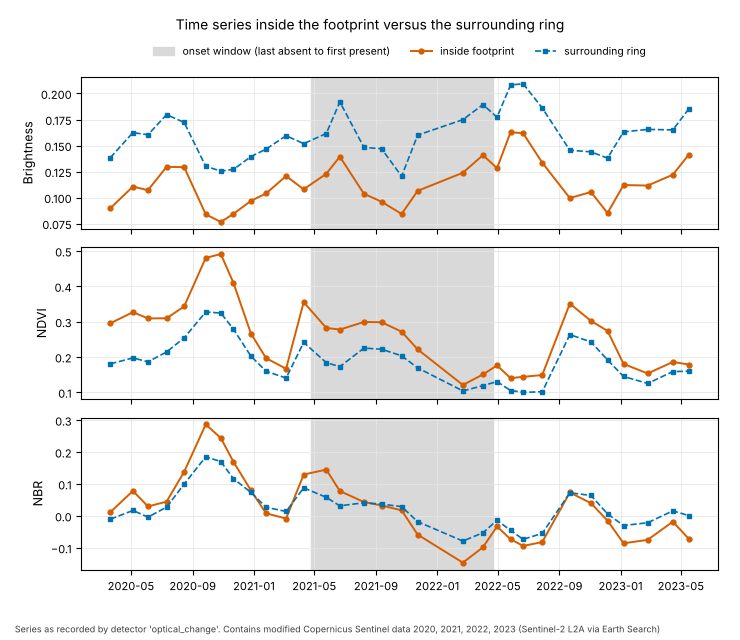 Time series inside the footprint versus the surrounding ring
onset window (last absent to first present) inside footprint surrounding ring
Brightness
0.200
0.175
0.150
0.125
0.100
0.075
NDVI
0.5
0.4
0.3
0.2
0.1
NBR
0.3
0.2
0.1
0.0
−0.1
2020-05 2020-09 2021-01 2021-05 2021-09 2022-01 2022-05 2022-09 2023-01 2023-05
Series as recorded by detector 'optical_change'. Contains modified Copernicus Sentinel data 2020, 2021, 2022, 2023 (Sentinel-2 L2A via Earth Search)